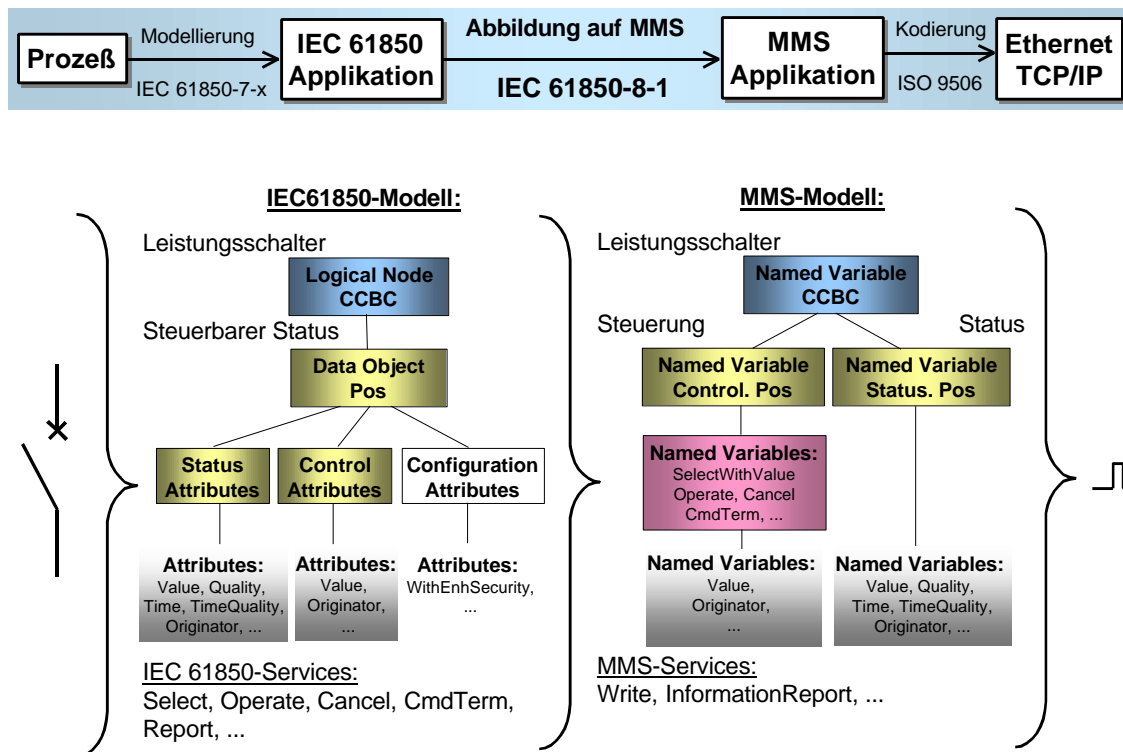 Prozeß
Modellierung
IEC 61850-7-x
IEC 61850
Applikation
Abbildung auf MMS
IEC 61850-8-1
MMS
Applikation
Kodierung
ISO 9506
Ethernet
TCP/IP
IEC61850-Modell:
Leistungsschalter
Logical Node
CCBC
Steuerbarer Status
Data Object
Pos
Status
Attributes
Control
Attributes
Configuration
Attributes
Attributes:
Value, Quality,
Time, TimeQuality,
Originator, ...
Attributes:
Value,
Originator,
...
Attributes:
WithEnhSecurity,
...
IEC 61850-Services:
Select, Operate, Cancel, CmdTerm,
Report, ...
MMS-Modell:
Leistungsschalter
Named Variable
CCBC
Steuerung
Status
Named Variable
Control. Pos
Named Variable
Status. Pos
Named Variables:
SelectWithValue
Operate, Cancel
CmdTerm, ...
Named Variables:
Value,
Originator,
...
Named Variables:
Value, Quality,
Time, TimeQuality,
Originator, ...
MMS-Services:
Write, InformationReport, ...